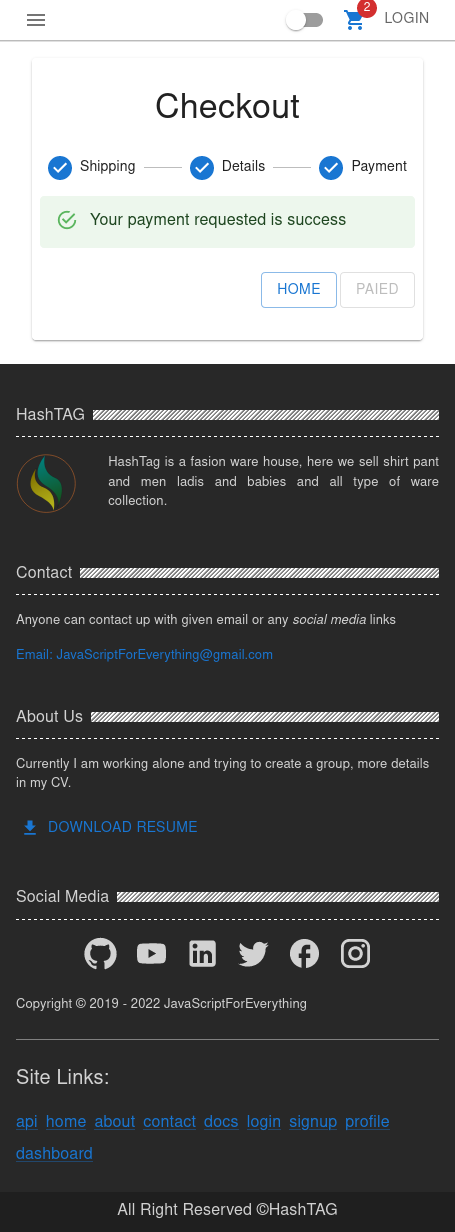 2
LOGIN
Checkout
Shipping
Details
Payment
Your payment requested is success
HOME
PAIED
HashTAG
HashTag is a fasion ware house, here we sell shirt pant
and men ladis and babies and all type of ware
collection.
Contact
Anyone can contact up with given email or any social media links
Email: JavaScriptForEverything@gmail.com
About Us
Currently I am working alone and trying to create a group, more details
in my CV.
DOWNLOAD RESUME
Social Media
Copyright © 2019 - 2022 JavaScriptForEverything
Site Links:
api home about contact docs login signup profile
dashboard
All Right Reserved ©HashTAG